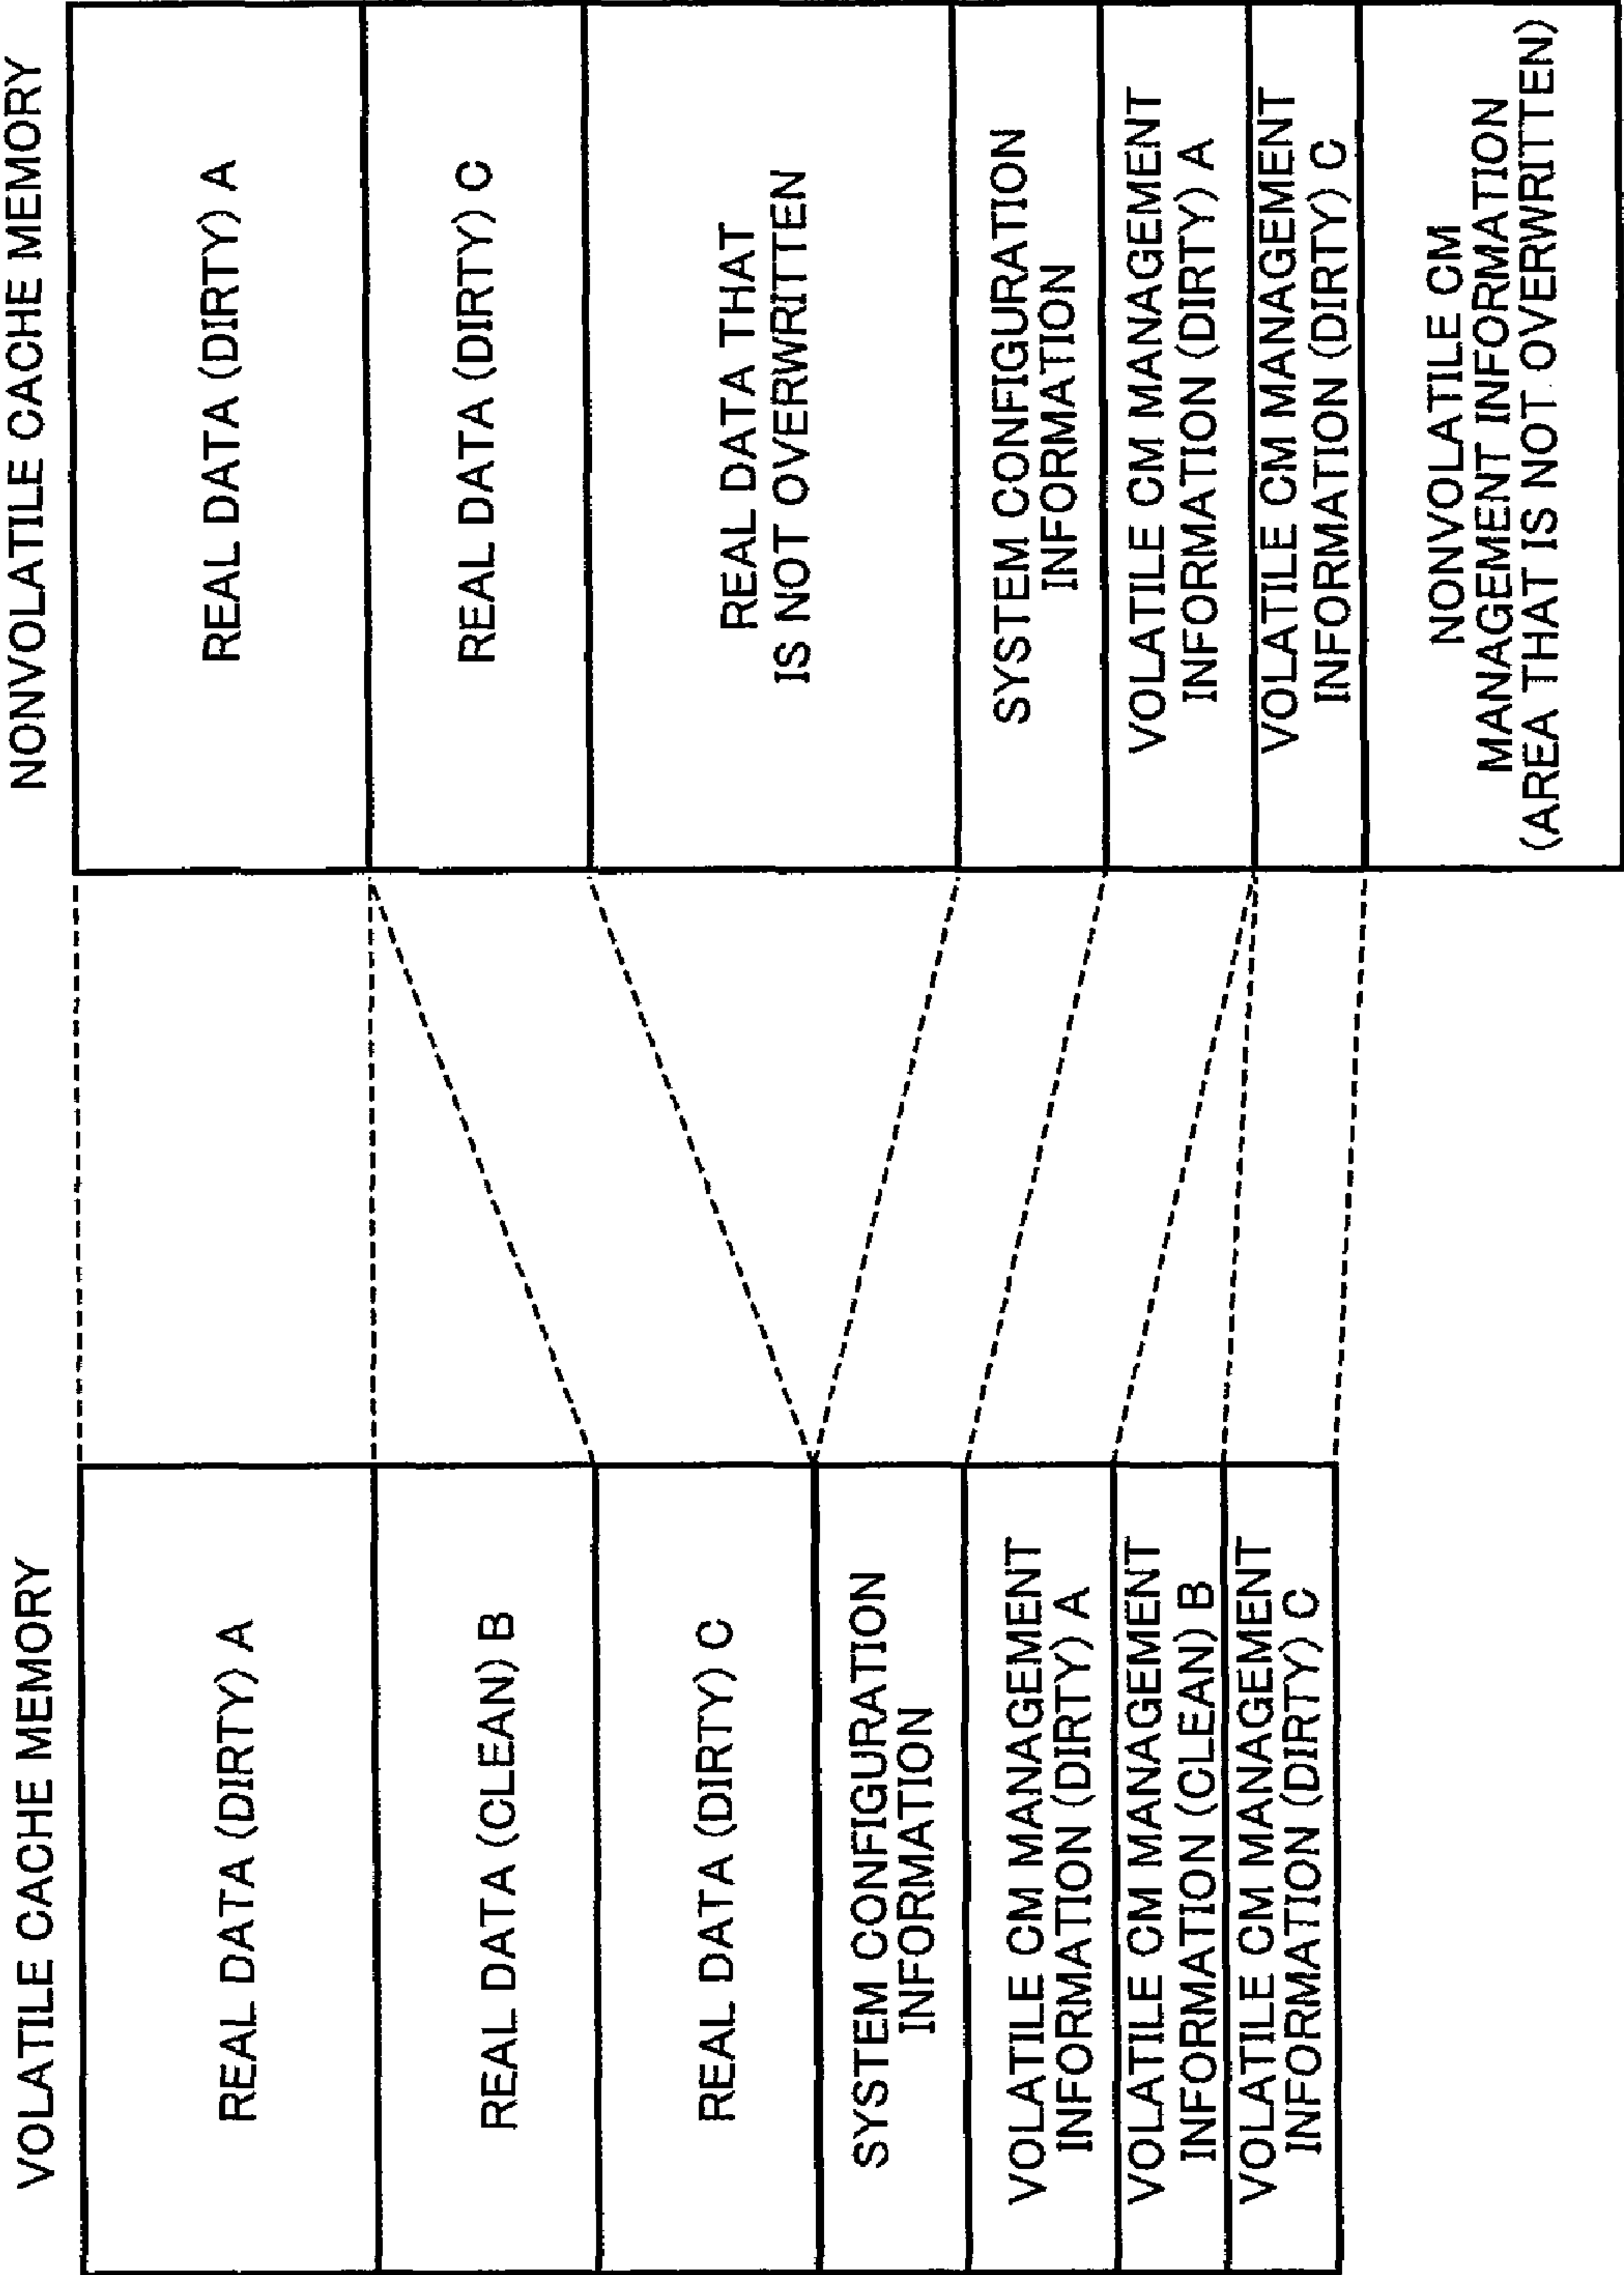 VOLATILE CACHE MEMORY
REAL DATA (DIRTY) A
REAL DATA (CLEAN) B
REAL DATA (DIRTY) C
SYSTEM CONFIGURATION
INFORMATION
VOLATILE CM MANAGEMENT
INFORMATION (DIRTY) A
VOLATILE CM MANAGEMENT
INFORMATION (CLEAN) B
VOLATILE CM MANAGEMENT
INFORMATION (DIRTY) C
NONVOLATILE CACHE MEMORY
REAL DATA (DIRTY) A
REAL DATA (DIRTY) C
REAL DATA THAT
IS NOT OVERWRITTEN
SYSTEM CONFIGURATION
INFORMATION
VOLATILE CM MANAGEMENT
INFORMATION (DIRTY) A
VOLATILE CM MANAGEMENT
INFORMATION (DIRTY) C
NONVOLATILE CM
MANAGEMENT INFORMATION
(AREA THAT IS NOT OVERWRITTEN)